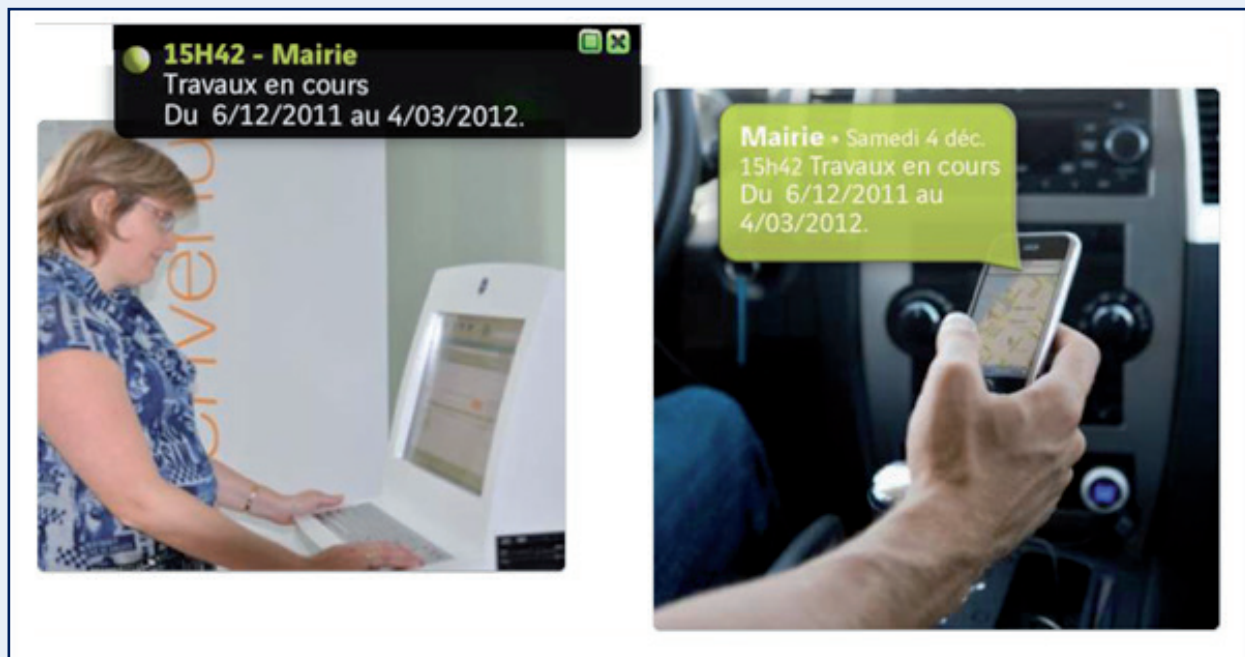 15H42 - Mairie
Travaux en cours
Du 6/12/2011 au 4/03/2012.
Mairie • Samedi 4 déc.
15h42 Travaux en cours
Du 6/12/2011 au
4/03/2012.